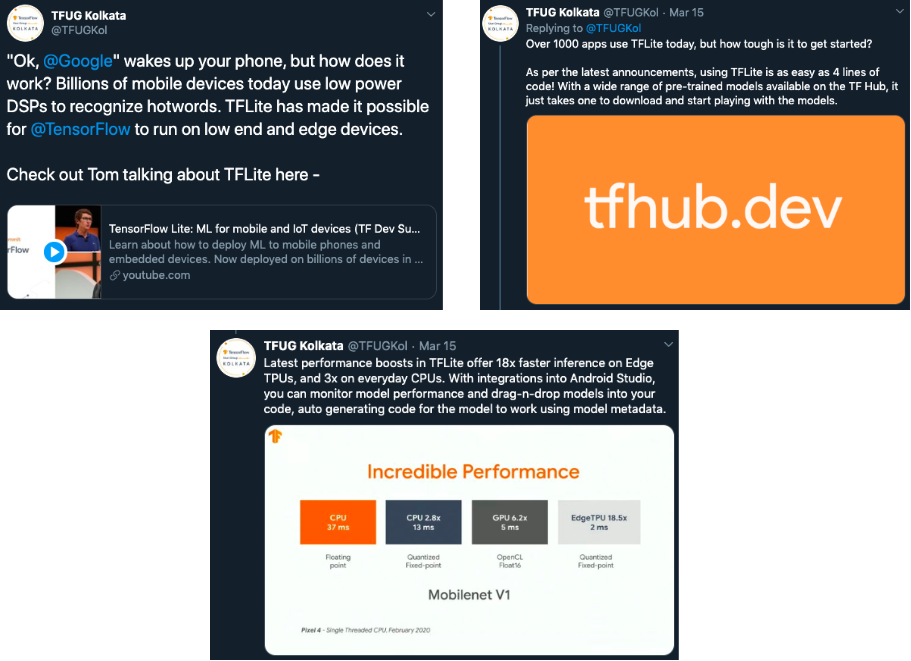 TFUG Kolkata
@TFUGKol
"Ok, @Google" wakes up your phone, but how does it
work? Billions of mobile devices today use low power
DSPs to recognize hotwords. TFLite has made it possible
for @TensorFlow to run on low end and edge devices.
Check out Tom talking about TFLite here -
rFlow
TensorFlow Lite: ML for mobile and IoT devices (TF Dev Su...
Learn about how to deploy ML to mobile phones and
embedded devices. Now deployed on billions of devices in ...
youtube.com
TFUG Kolkata @TFUGKol · Mar 15
Replying to @TFUGKol
Over 1000 apps use TFLite today, but how tough is it to get started?
As per the latest announcements, using TFLite is as easy as 4 lines of
code! With a wide range of pre-trained models available on the TF Hub, it
just takes one to download and start playing with the models.
tfhub.dev
TFUG Kolkata @TFUGKol · Mar 15
Latest performance boosts in TFLite offer 18x faster inference on Edge
TPUs, and 3x on everyday CPUs. With integrations into Android Studio,
you can monitor model performance and drag-n-drop models into your
code, auto generating code for the model to work using model metadata.
Incredible Performance
CPU
37 ms
CPU 2.8x
13 ms
GPU 6.2x
5 ms
EdgeTPU 18.5x
2 ms
Floating
point
Quantized
Fixed-point
OpenCL
Float16
Quantized
Fixed-point
Mobilenet V1
Pixel 4 - Single Threaded CPU, February 2020